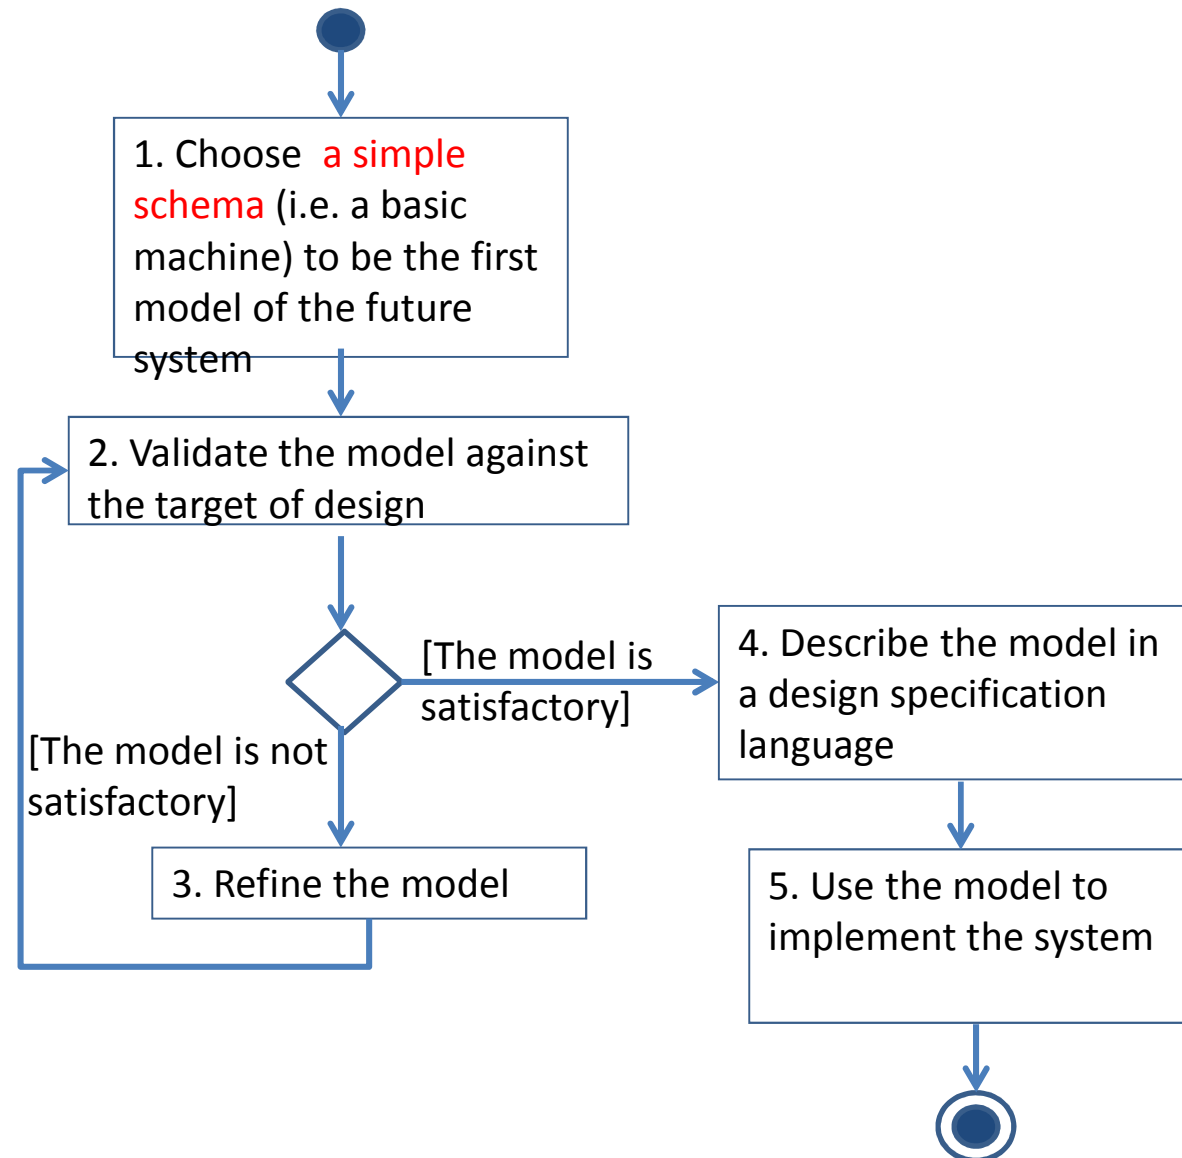 1. Choose  a simple
schema (i.e. a basic
machine) to be the first
model of the future
system
2. Validate the model against
the target of design
[The model is
satisfactory]
4. Describe the model in
a design specification
language
[The model is not
satisfactory]
3. Refine the model
5. Use the model to
implement the system